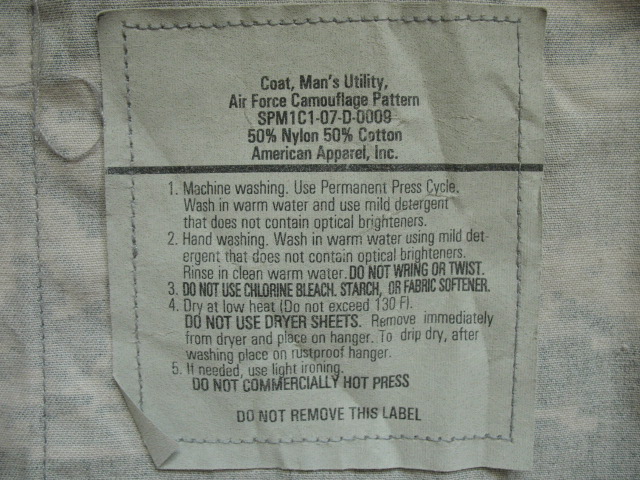 Coat, Man's Utility,
Air Force Camouflage Pattern
SPM1C1-07-D-0009
50% Nylon 50% Cotton
American Apparel, Inc.
1. Machine washing. Use Permanent Press Cycle.
Wash in warm water and use mild detergent
that does not contain optical brighteners.
2. Hand washing. Wash in warm water using mild det-
ergent that does not contain optical brighteners.
Rinse in clean warm water. DO NOT WRING OR TWIST.
3. DO NOT USE CHLORINE BLEACH. STARCH, OR FABRIC SOFTENER.
4. Dry at low heat (Do not exceed 130 F).
DO NOT USE DRYER SHEETS. Remove immediately
from dryer and place on hanger. To drip dry, after
washing place on rustproof hanger.
5. If needed, use light ironing.
DO NOT COMMERCIALLY HOT PRESS
DO NOT REMOVE THIS LABEL